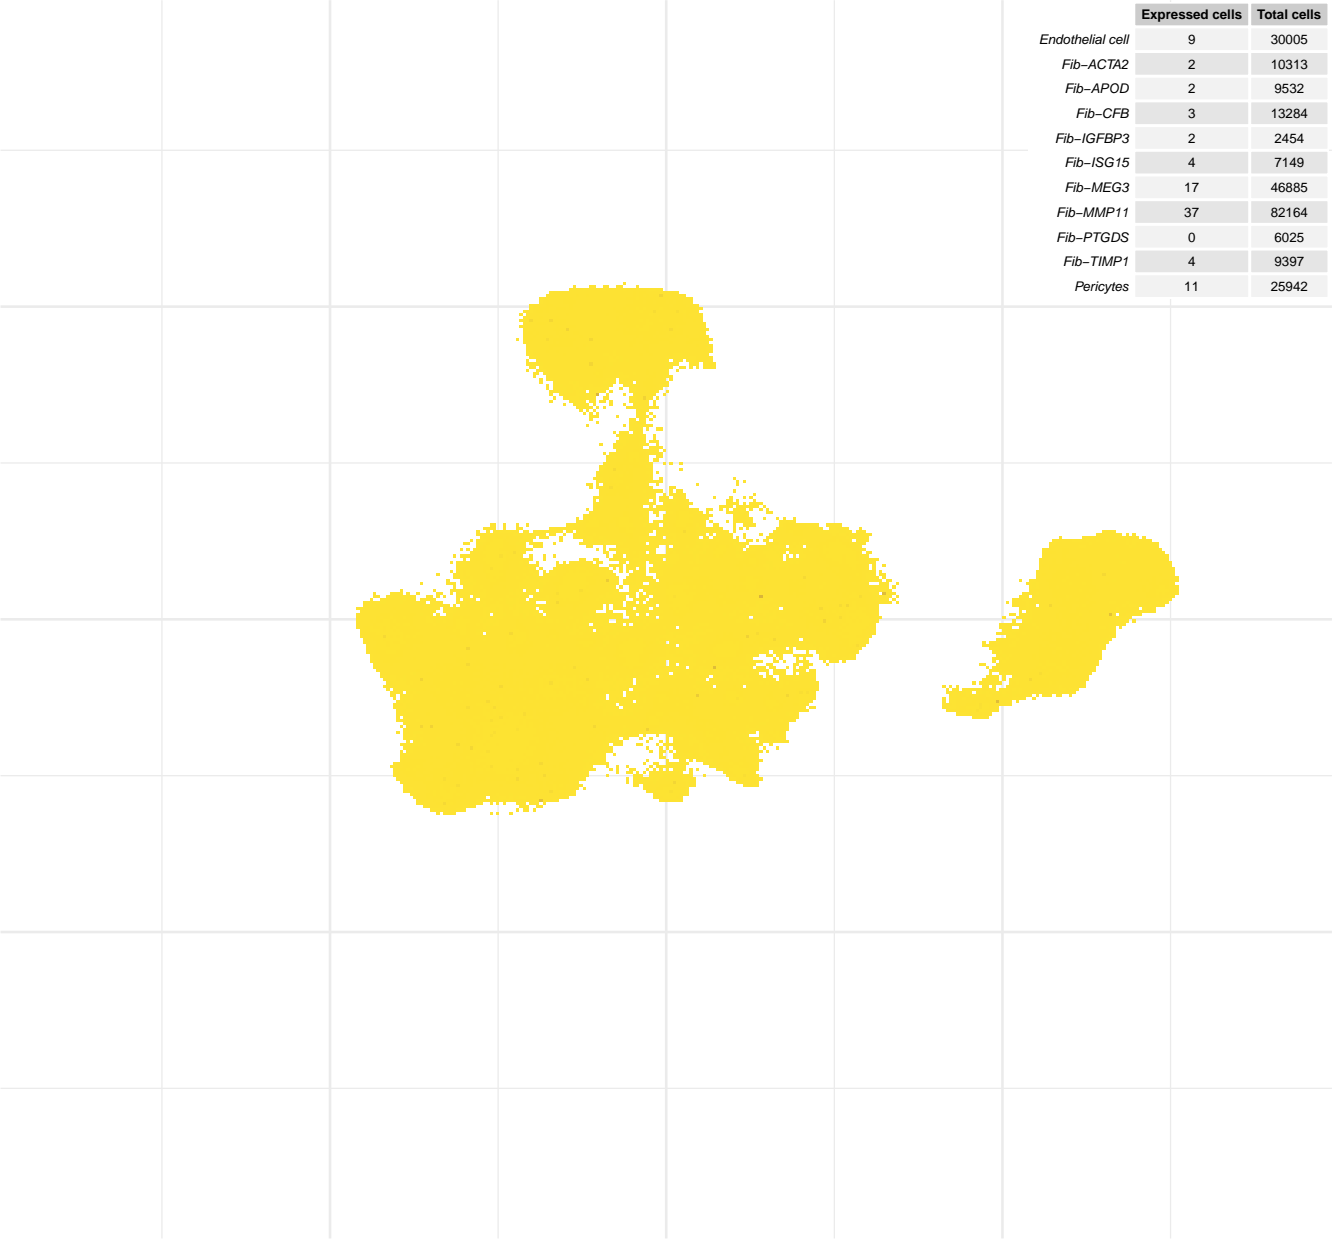 Expressed cells Total cells
Endothelial cell 9 30005
Fib−ACTA2 2 10313
Fib−APOD 2 9532
Fib−CFB 3 13284
Fib−IGFBP3 2 2454
Fib−ISG15 4 7149
Fib−MEG3 17 46885
Fib−MMP11 37 82164
Fib−PTGDS 0 6025
Fib−TIMP1 4 9397
Pericytes 11 25942